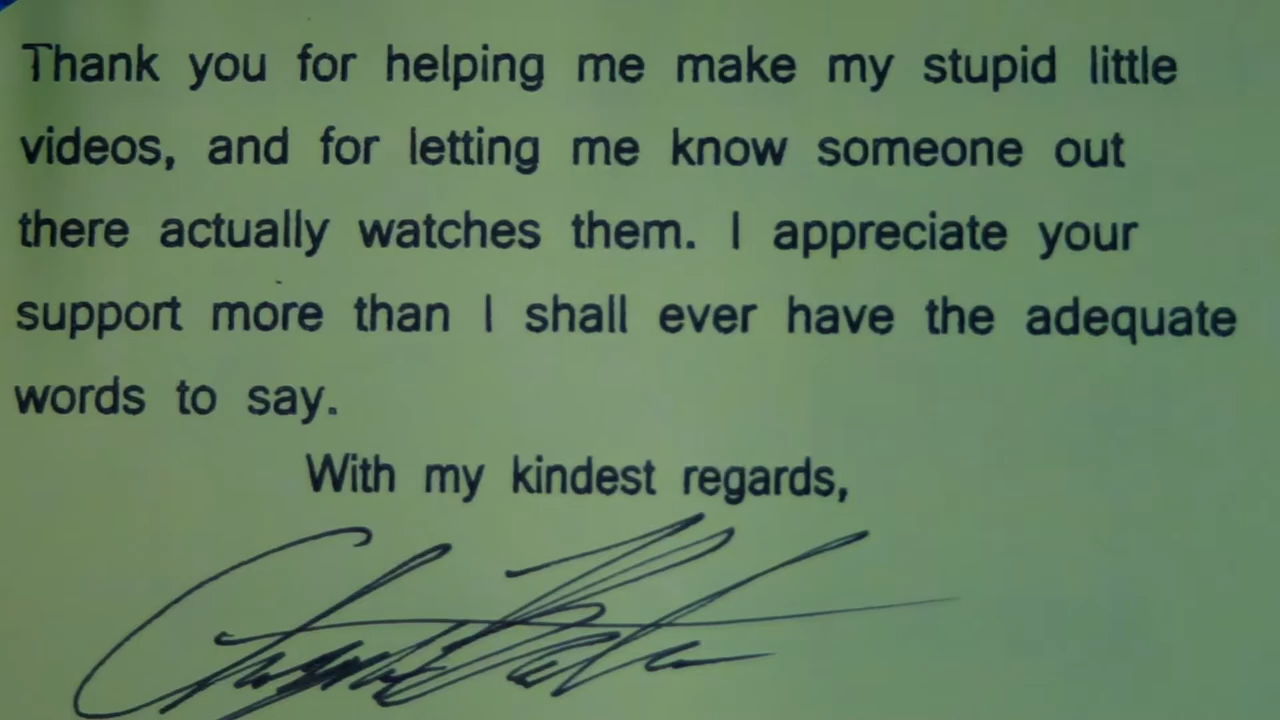 Thank you for helping me make my stupid little
videos, and for letting me know someone out
there actually watches them. I appreciate your
support more than I shall ever have the adequate
words to say.
With my kindest regards,